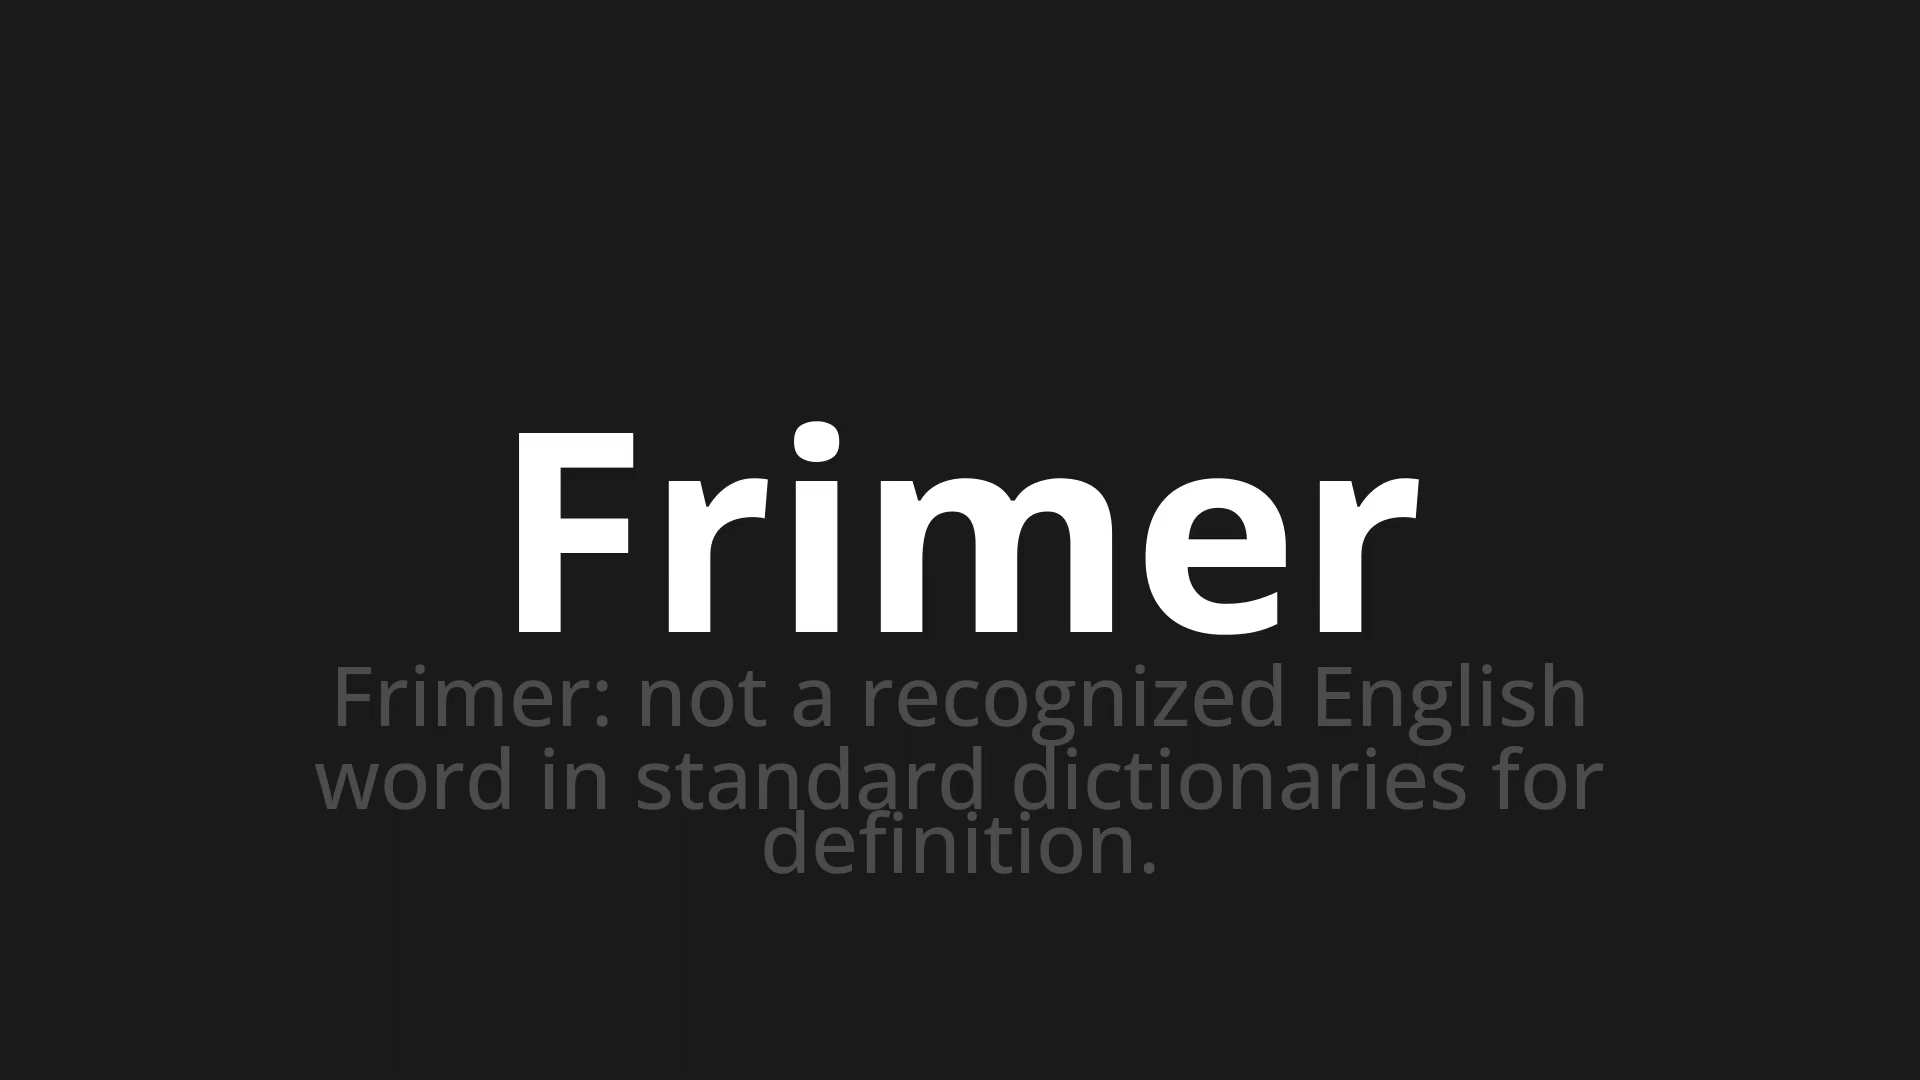 Frimer
Frimer: not a recognized English
word in standard dictionaries for
definition.